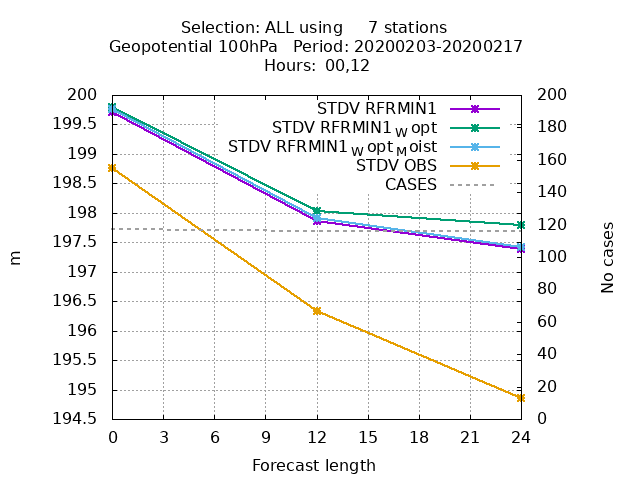 Selection: ALL using     7 stations
Geopotential 100hPa   Period: 20200203-20200217
Hours: 00,12
200 200
STDV RFRMIN1
199.5 180
STDV RFRMIN1_W opt
199 160
STDV RFRMIN1_W opt_M oist
STDV OBS
198.5 140
CASES
198 120
197.5 100
m
No cases
197 80
196.5 60
196 40
195.5 20
195 0
194.5
0 3 6 9 12 15 18 21 24
Forecast length